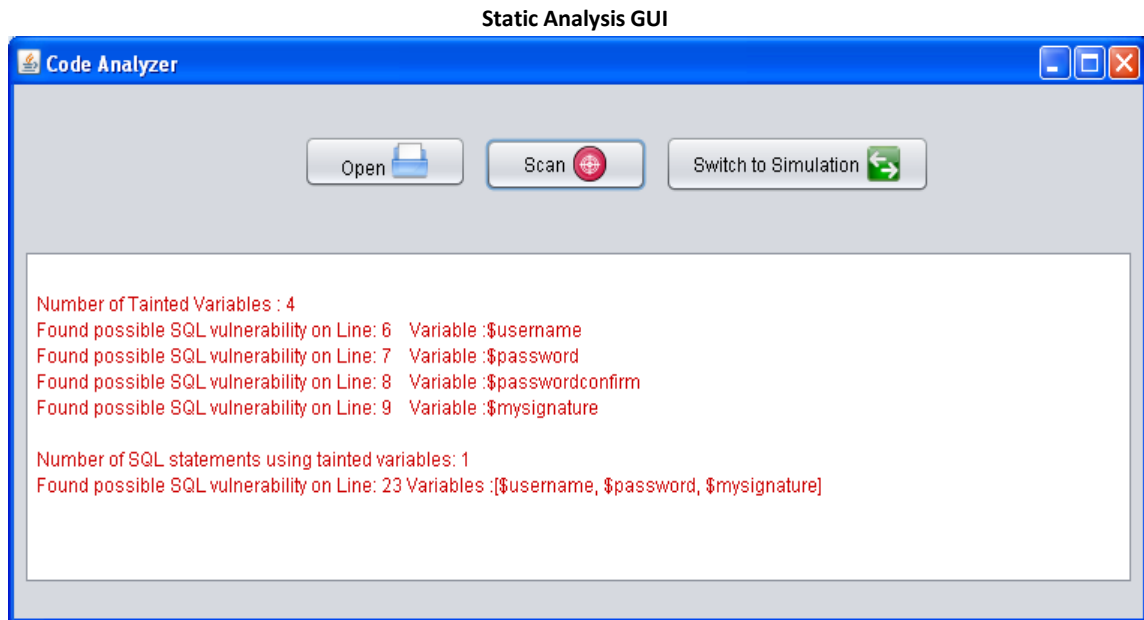 Static Analysis GUI
Code Analyzer
Open
Scan
Switch to Simulation
Number of Tainted Variables : 4
Found possible SQL vulnerability on Line: 6 Variable :$username
Found possible SQL vulnerability on Line: 7 Variable :$password
Found possible SQL vulnerability on Line: 8 Variable :$passwordconfirm
Found possible SQL vulnerability on Line: 9 Variable :$mysignature
Number of SQL statements using tainted variables: 1
Found possible SQL vulnerability on Line: 23 Variables :[$username, $password, $mysignature]